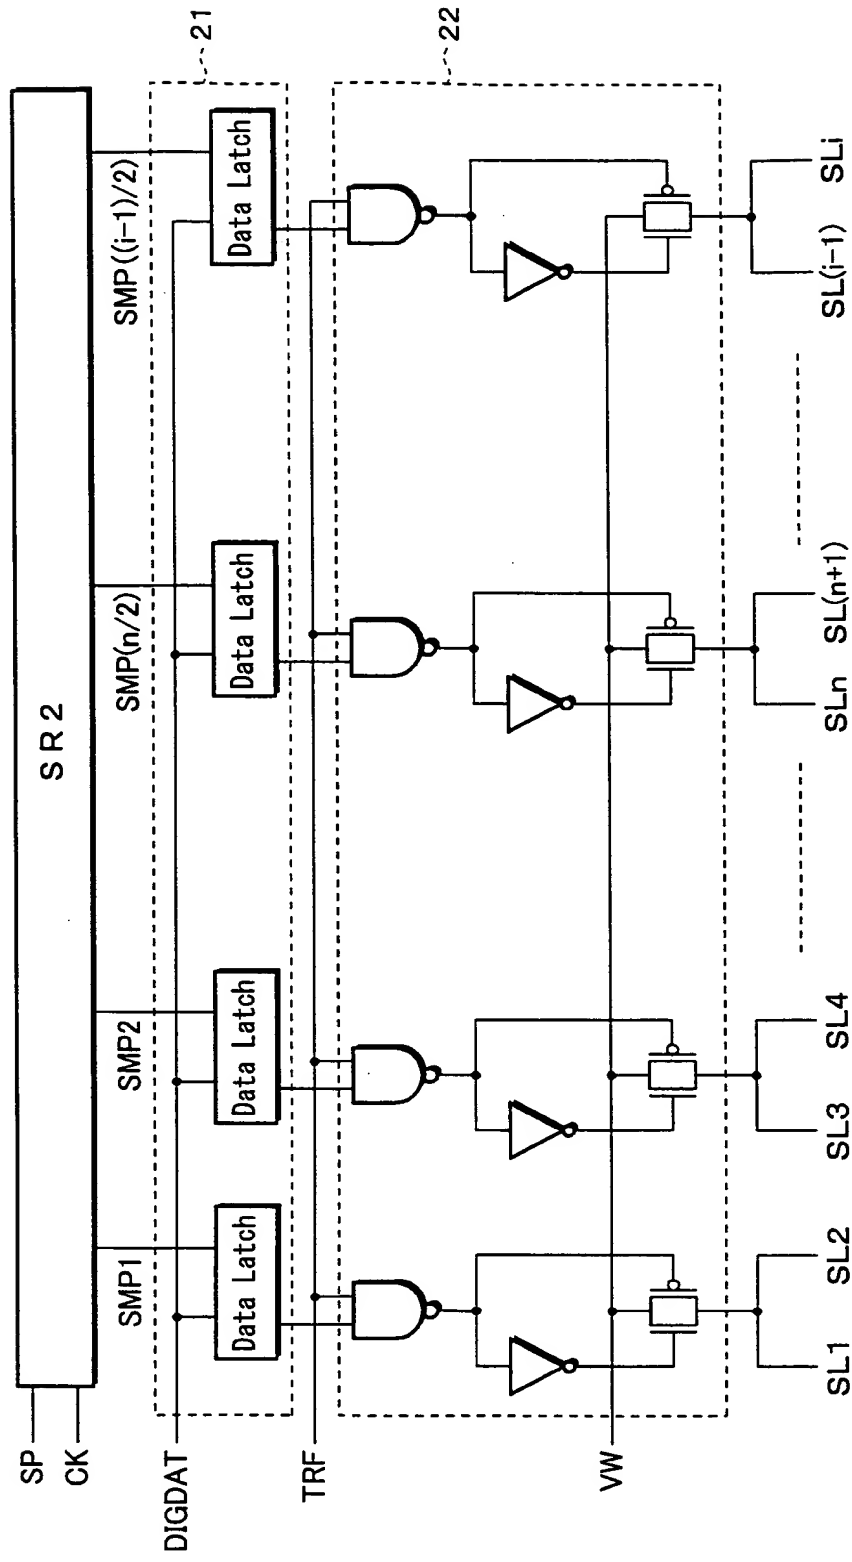 SP
CK
SR2
SMP1
SMP2
SMP(n/2)
SMP((i-1)/2)
21
DIGDAT
Data Latch
Data Latch
Data Latch
Data Latch
TRF
22
VW
SL1
SL2
SL3
SL4
SLn
SL(n+1)
SL(i-1)
SLi